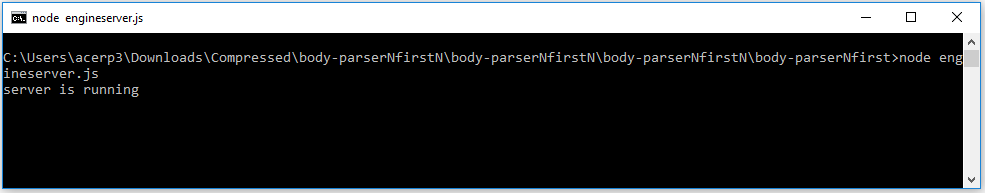 node engineserver.js
C:\Users\acerp3\Downloads\Compressed\body-parserNfirstN\body-parserNfirstN\body-parserNfirstN\body-parserNfirst>node eng
ineserver.js
server is running